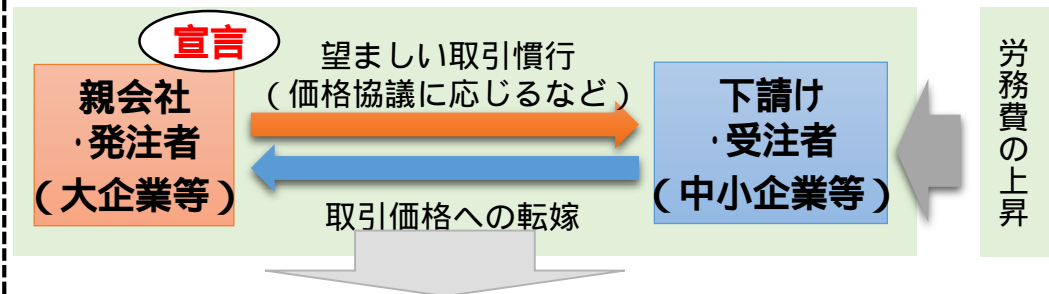 宣言
望ましい取引慣行
（価格協議に応じるなど）
親会社
・発注者
（大企業等）
下請け
・受注者
（中小企業等）
取引価格への転嫁
労務費の上昇